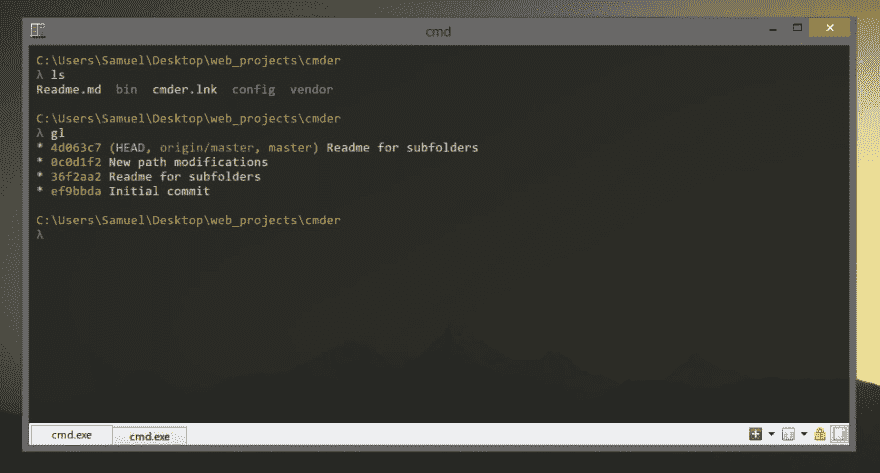 cmd
C:\Users\Samuel\Desktop\web_projects\cmder
λ ls
Readme.md  bin  cmder.lnk  config  vendor
C:\Users\Samuel\Desktop\web_projects\cmder
λ gl
* 4d063c7 (HEAD, origin/master, master) Readme for subfolders
* 0c0d1f2 New path modifications
* 36f2aa2 Readme for subfolders
* ef9bbda Initial commit
C:\Users\Samuel\Desktop\web_projects\cmder
λ
cmd.exe cmd.exe